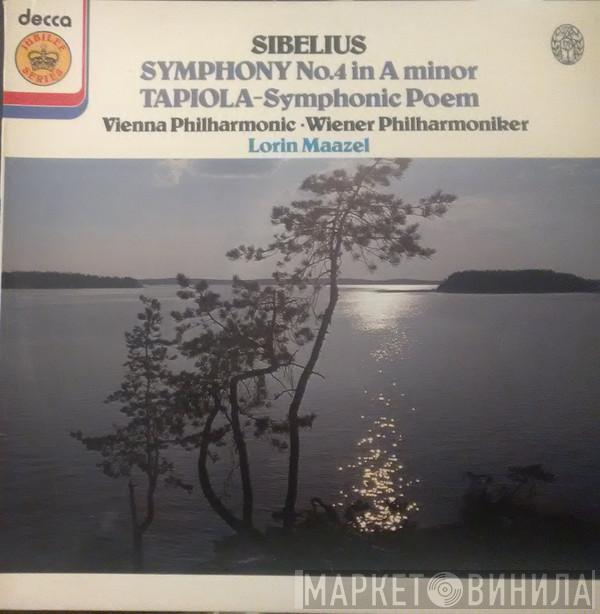 decca
JUBILEE
SERIES
SIBELIUS
SYMPHONY No.4 in A minor
TAPIOLA-Symphonic Poem
Vienna Philharmonic · Wiener Philharmoniker
Lorin Maazel
МАРКЕТ ВИНИЛА